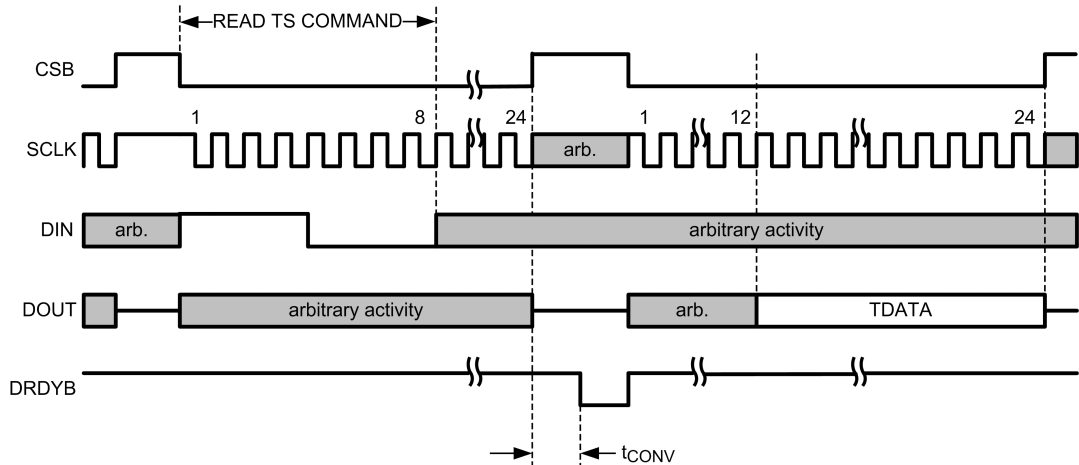 READ TS COMMAND
CSB
1 8 24 1 12 24
SCLK arb.
DIN arb. arbitrary activity
DOUT arbitrary activity arb. TDATA
DRDYB
tCONV